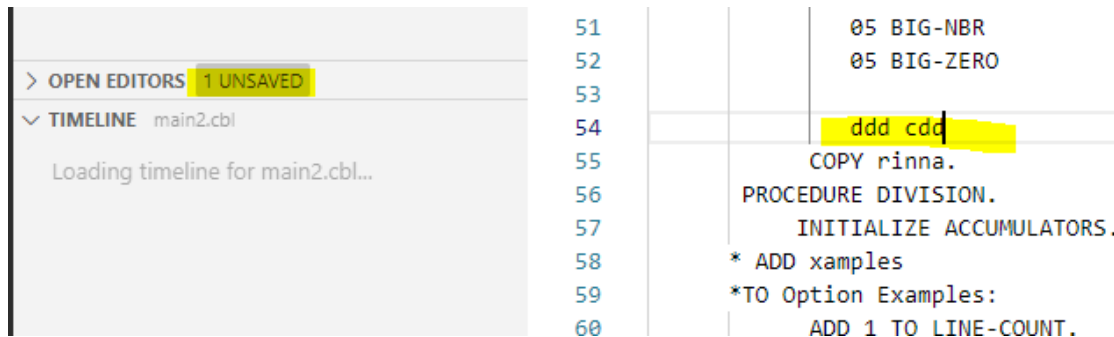 OPEN EDITORS 1 UNSAVED
TIMELINE main2.cbl
Loading timeline for main2.cbl...
51 05 BIG-NBR
52 05 BIG-ZERO
53
54 ddd cdd
55 COPY rinna.
56 PROCEDURE DIVISION.
57 INITIALIZE ACCUMULATORS.
58 * ADD xamples
59 *TO Option Examples:
60 ADD 1 TO LINE-COUNT.